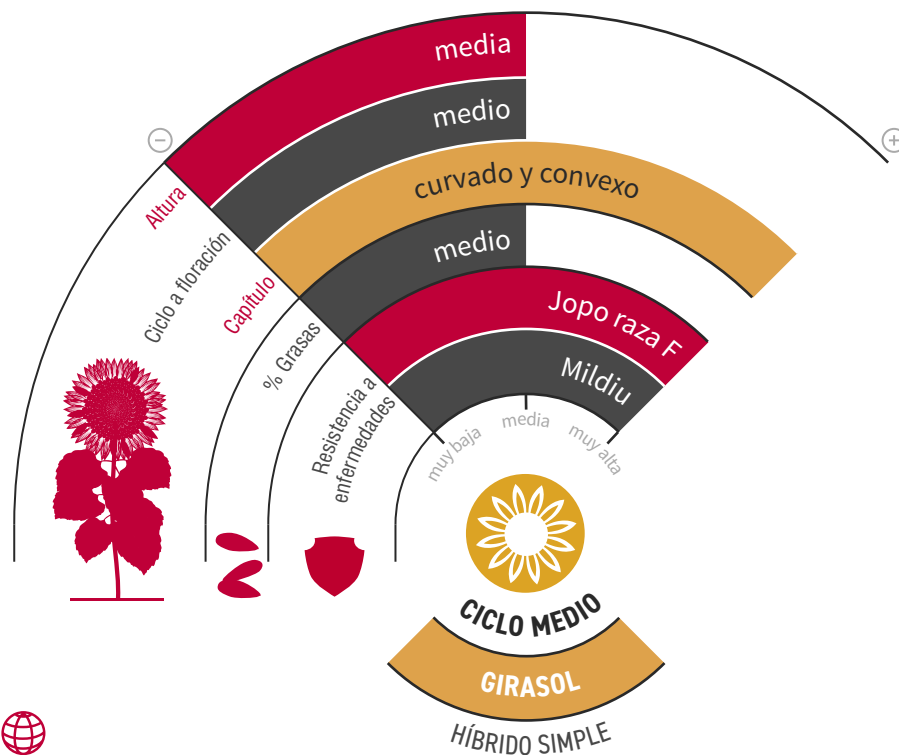 media
medio
curvado y convexo
medio
Jopo raza F
Mildiu
−
+
Altura
Ciclo a floración
Capítulo
% Grasas
Resistencia a
enfermedades
muy baja
media
muy alta
CICLO MEDIO
GIRASOL
HÍBRIDO SIMPLE